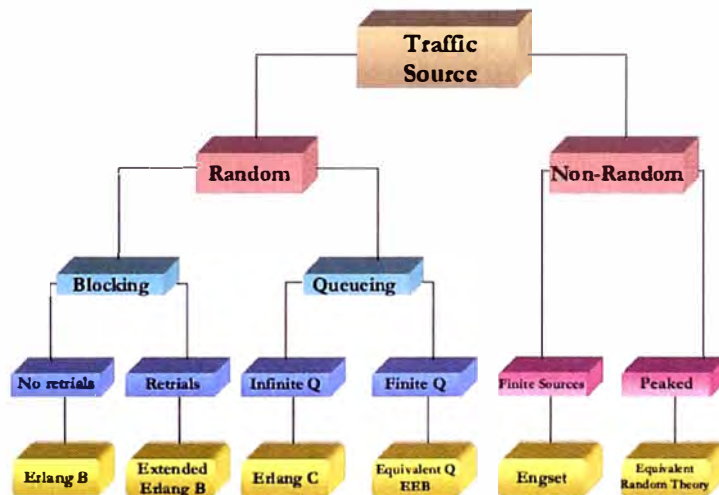 Traffic
Source
Random
Non-Random
Blocking
Queueing
No retrials
Retrials
Infinite Q
Finite Q
Finite Sources
Peaked
Erlang B
Extended
Erlang B
Erlang C
Equivalent Q
EEB
Engset
Equivalent
Random Theory